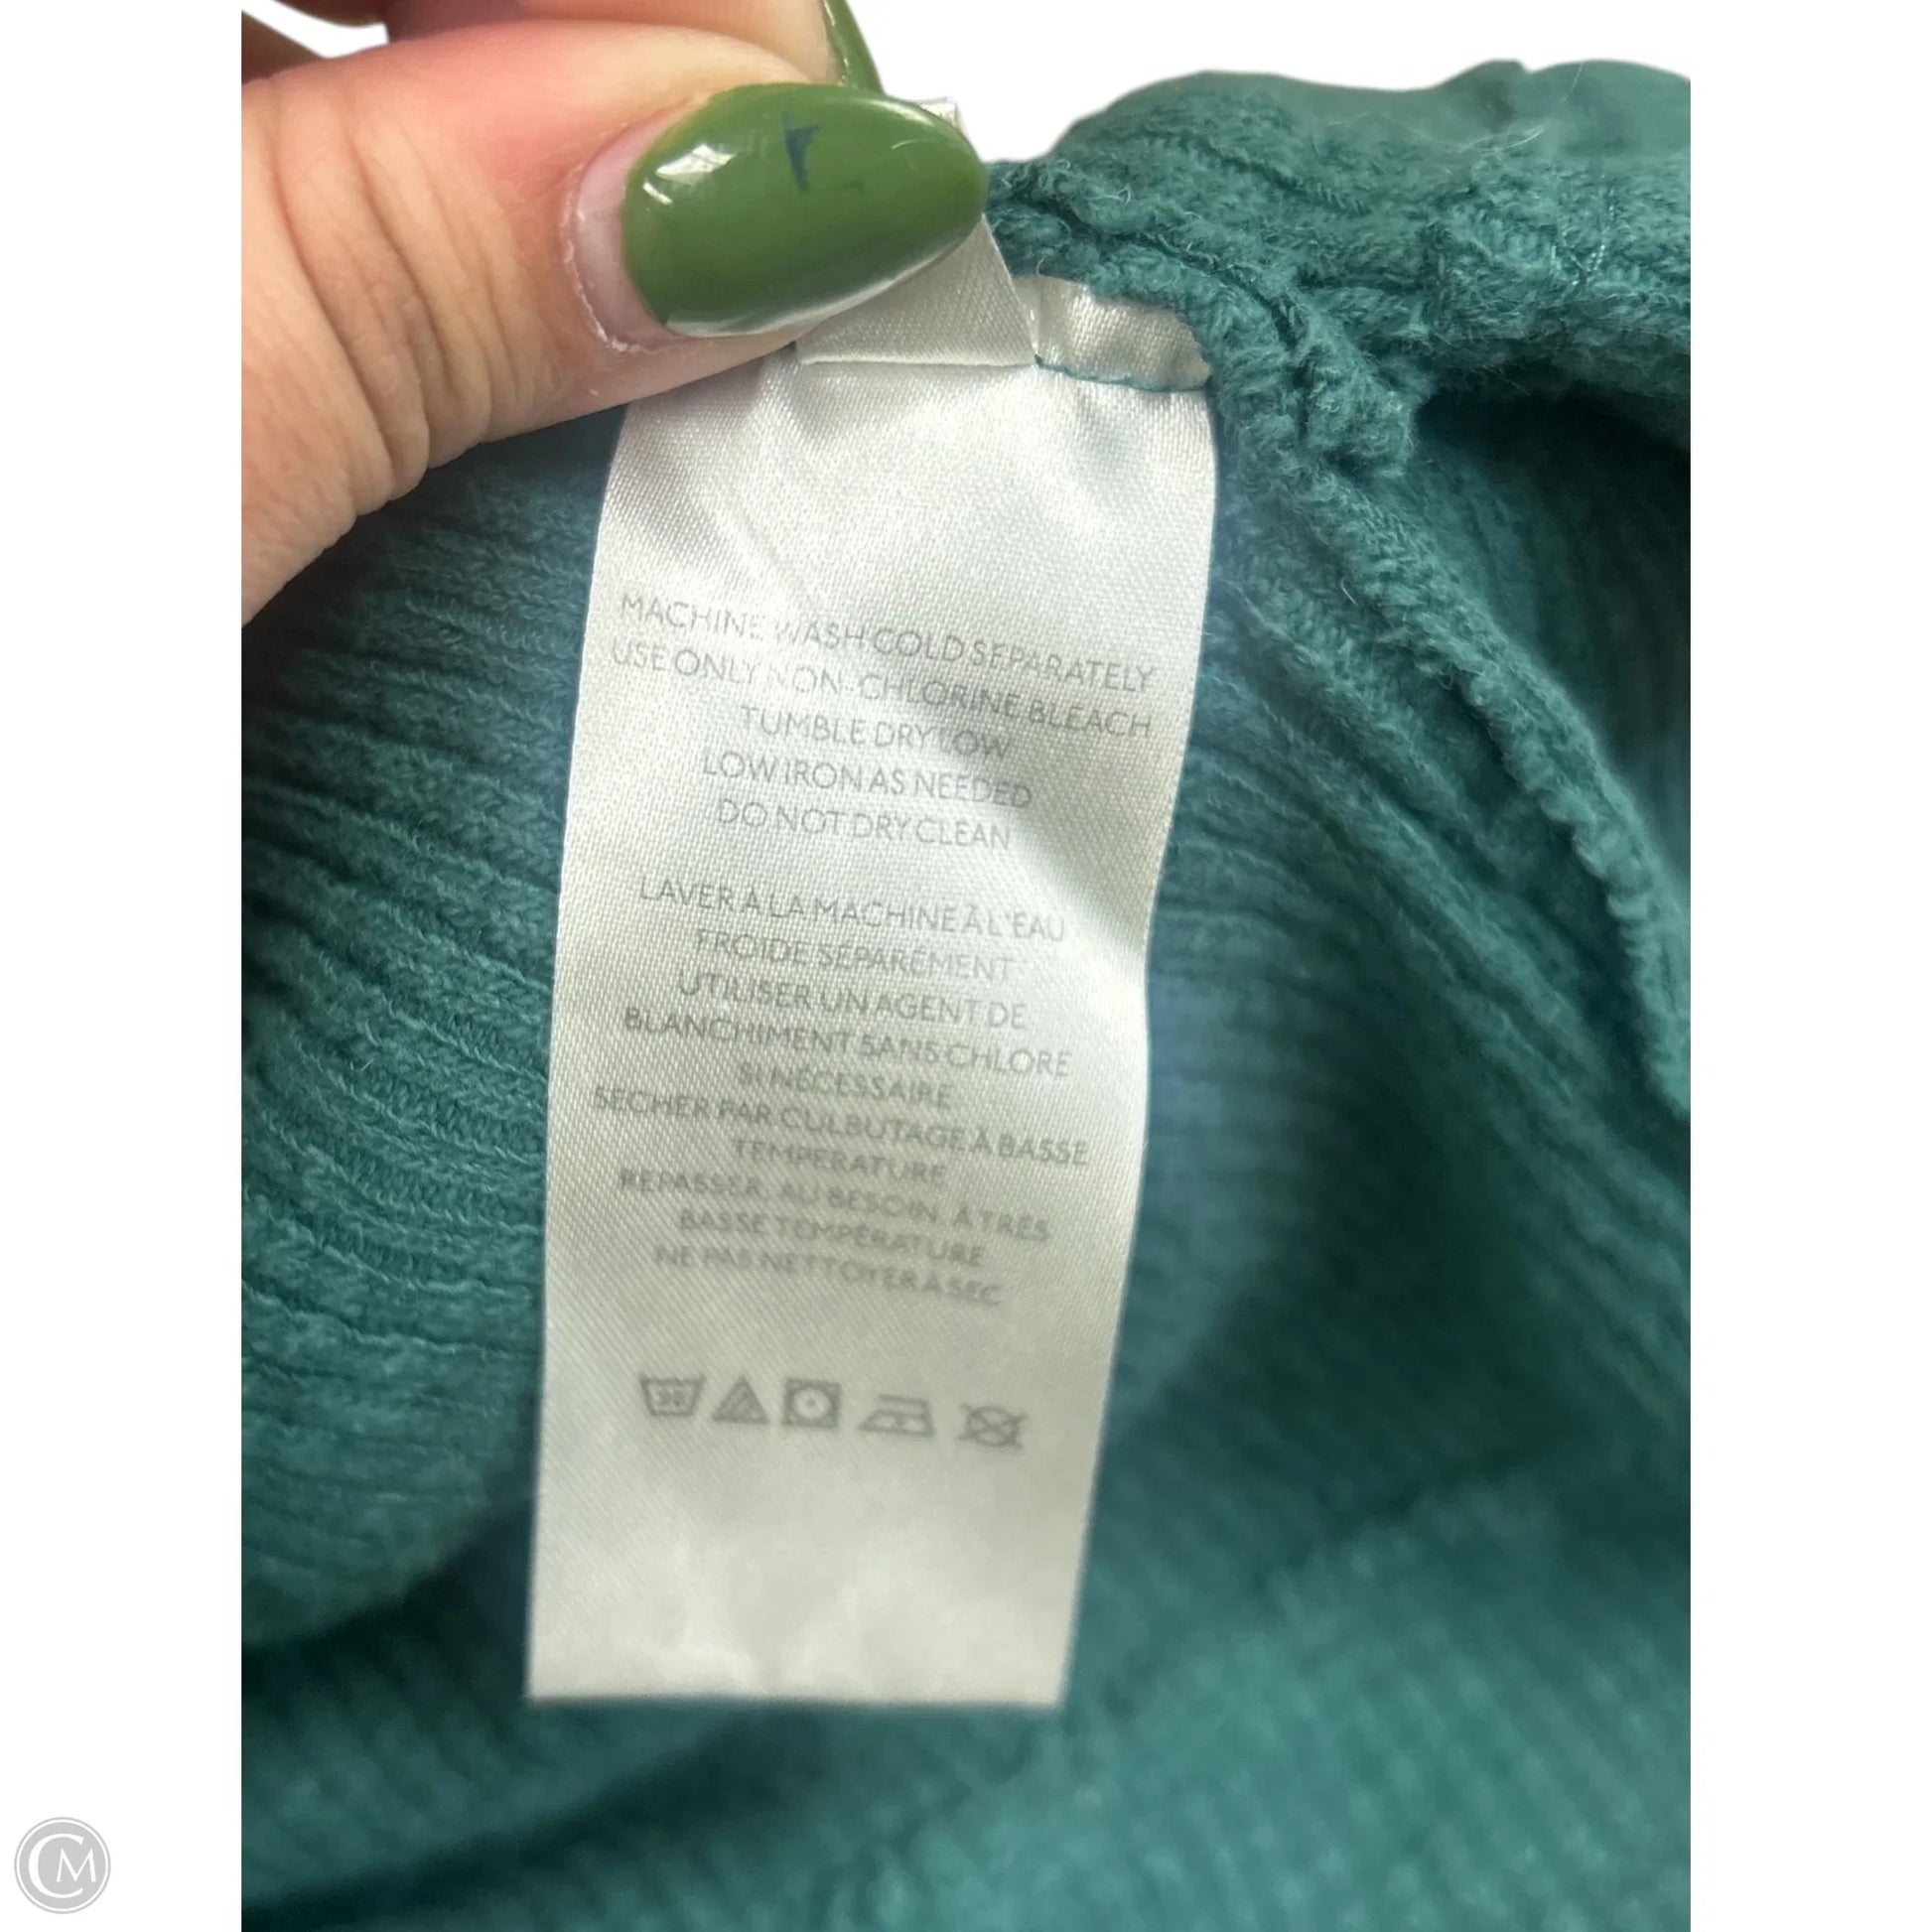 MACHINE WASH COLD SEPARATELY
USE ONLY NON-CHLORINE BLEACH
TUMBLE DRY LOW
LOW IRON AS NEEDED
DO NOT DRY CLEAN
LAVER À LA MACHINE À L'EAU
FROIDE SÉPARÉMENT
UTILISER UN AGENT DE
BLANCHIMENT SANS CHLORE
SI NÉCESSAIRE
SÉCHER PAR CULBUTAGE À BASSE
TEMPÉRATURE
REPASSER, AU BESOIN, À TRÈS
BASSE TEMPÉRATURE
NE PAS NETTOYER À SEC
30
CM